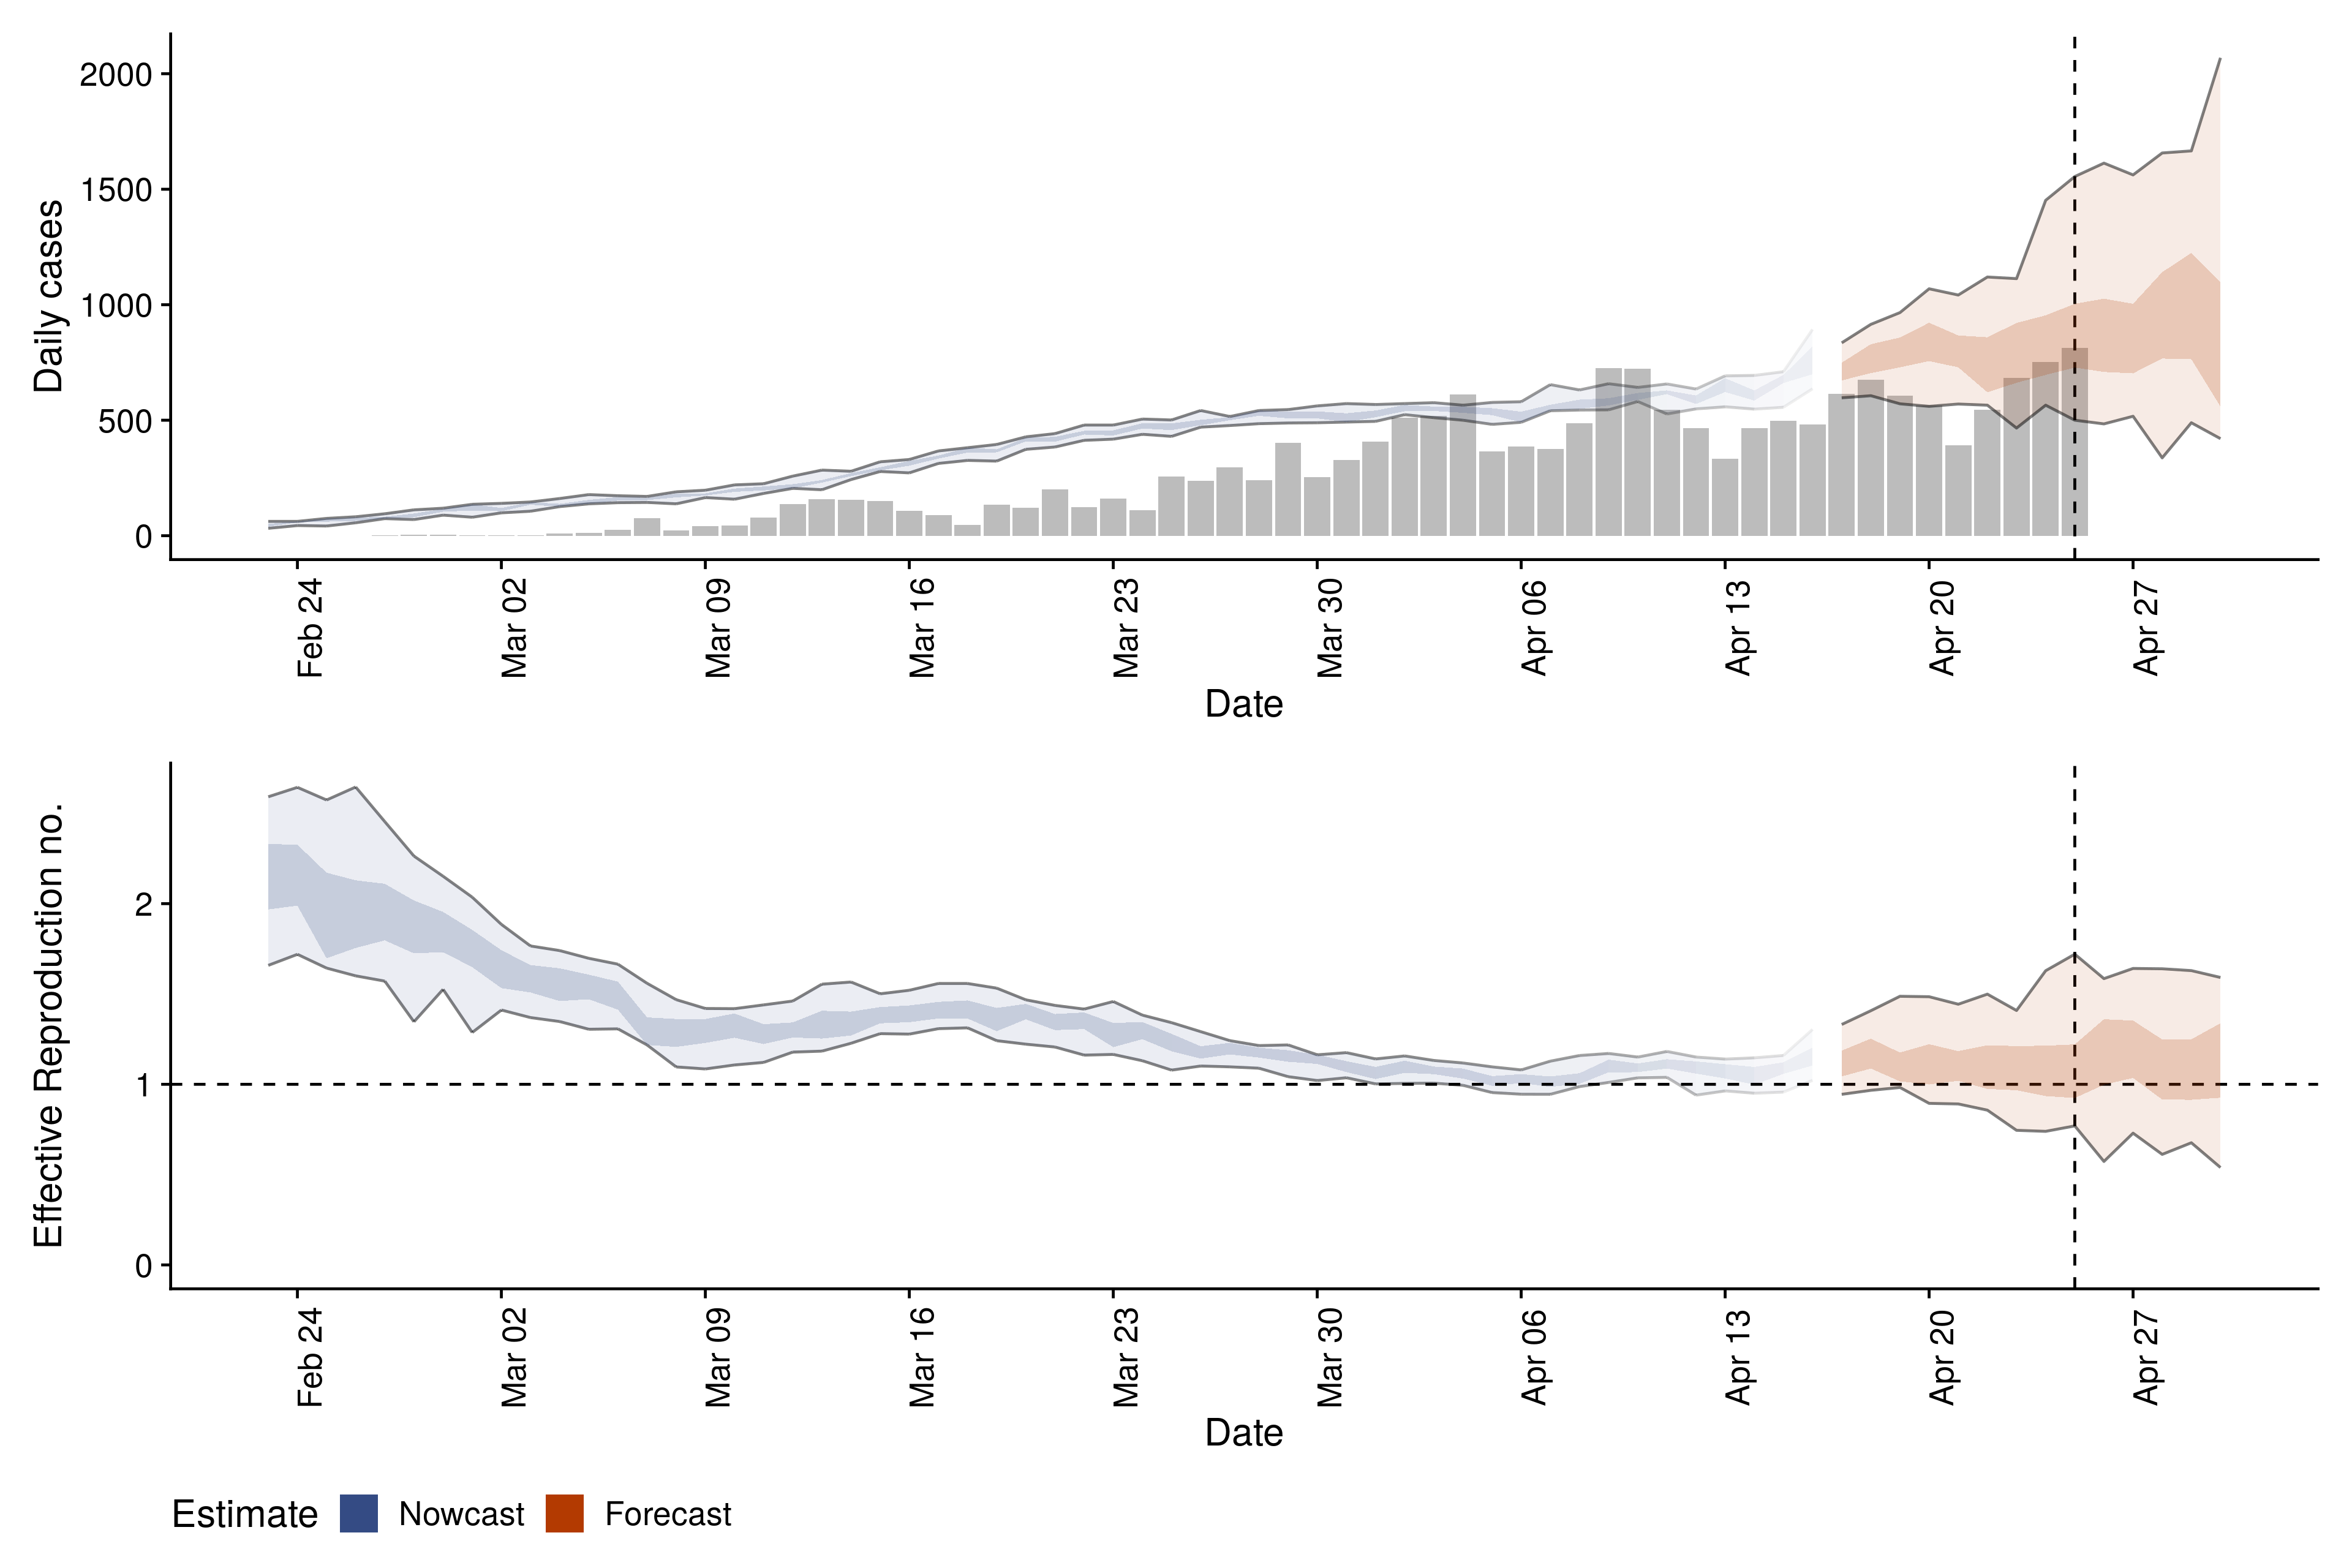 2000
1500
1000
500
0
Daily cases
Feb 24
Mar 02
Mar 09
Mar 16
Mar 23
Mar 30
Apr 06
Apr 13
Apr 20
Apr 27
Date
2
1
0
Effective Reproduction no.
Feb 24
Mar 02
Mar 09
Mar 16
Mar 23
Mar 30
Apr 06
Apr 13
Apr 20
Apr 27
Date
Estimate Nowcast Forecast